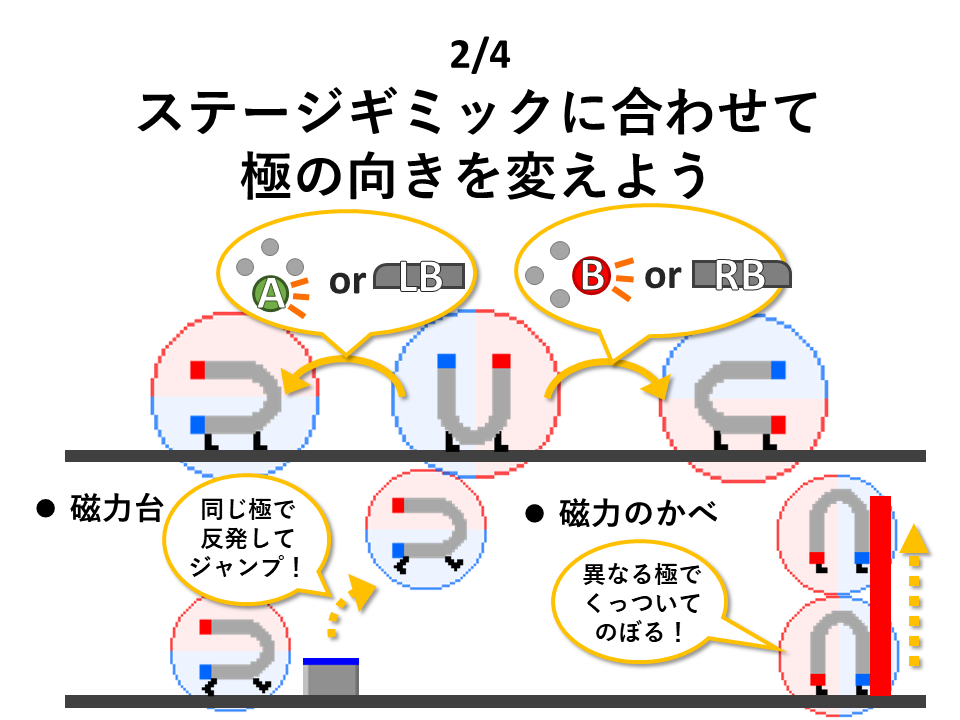 2/4
ステージギミックに合わせて
極の向きを変えよう
A or LB
B or RB
● 磁力台
同じ極で
反発して
ジャンプ！
● 磁力のかべ
異なる極で
くっついて
のぼる！